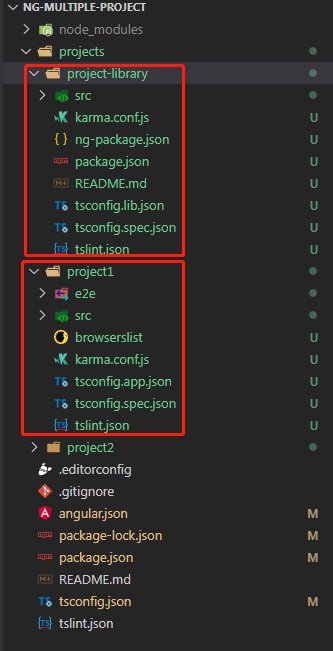 NG-MULTIPLE-PROJECT
node_modules
projects
project-library
src
karma.conf.js U
ng-package.json U
package.json U
README.md U
tsconfig.lib.json U
tsconfig.spec.json U
tslint.json U
project1
e2e
src
browserslist U
karma.conf.js U
tsconfig.app.json U
tsconfig.spec.json U
tslint.json U
project2
.editorconfig
.gitignore
angular.json M
package-lock.json M
package.json M
README.md
tsconfig.json M
tslint.json